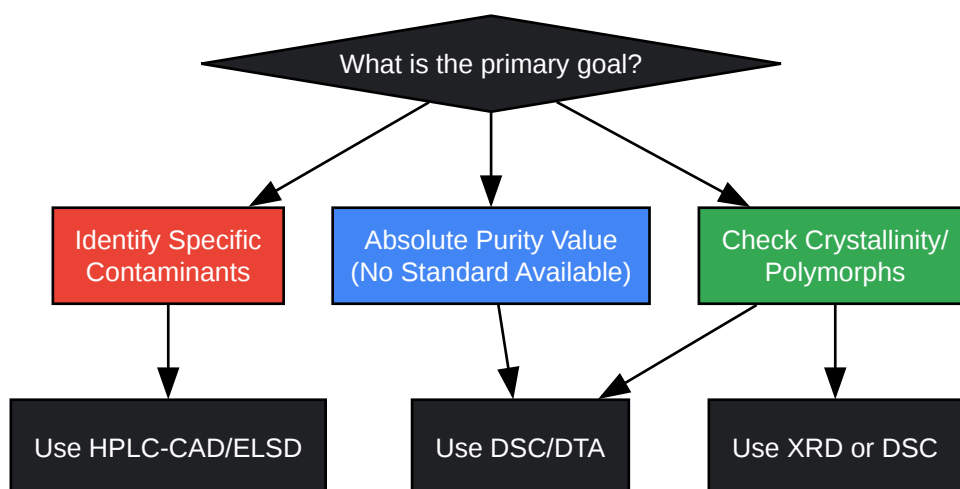 What is the primary goal?
Identify Specific
Contaminants
Absolute Purity Value
(No Standard Available)
Check Crystallinity/
Polymorphs
Use HPLC-CAD/ELSD
Use DSC/DTA
Use XRD or DSC